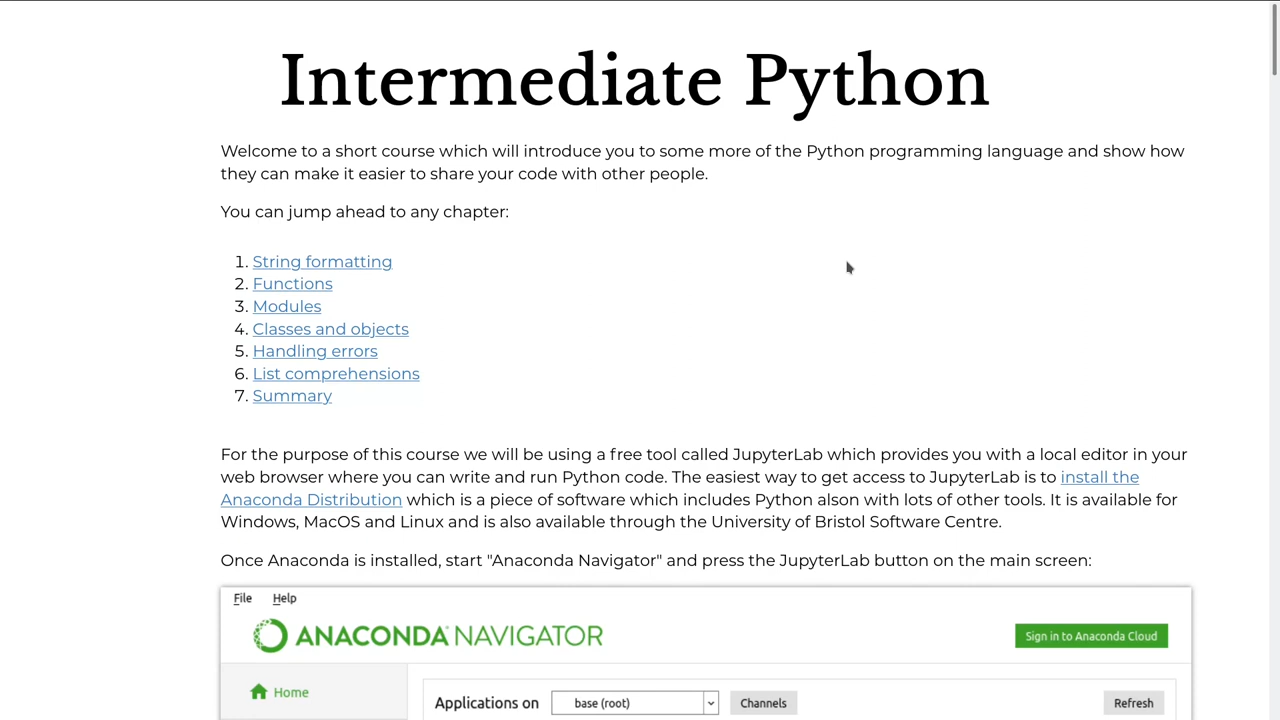 Intermediate Python
Welcome to a short course which will introduce you to some more of the Python programming language and show how
they can make it easier to share your code with other people.
You can jump ahead to any chapter:
1. String formatting
2. Functions
3. Modules
4. Classes and objects
5. Handling errors
6. List comprehensions
7. Summary
For the purpose of this course we will be using a free tool called JupyterLab which provides you with a local editor in your
web browser where you can write and run Python code. The easiest way to get access to JupyterLab is to install the
Anaconda Distribution which is a piece of software which includes Python alson with lots of other tools. It is available for
Windows, MacOS and Linux and is also available through the University of Bristol Software Centre.
Once Anaconda is installed, start "Anaconda Navigator" and press the JupyterLab button on the main screen:
File Help
ANACONDA NAVIGATOR
Sign in to Anaconda Cloud
Home
Applications on base (root) Channels Refresh